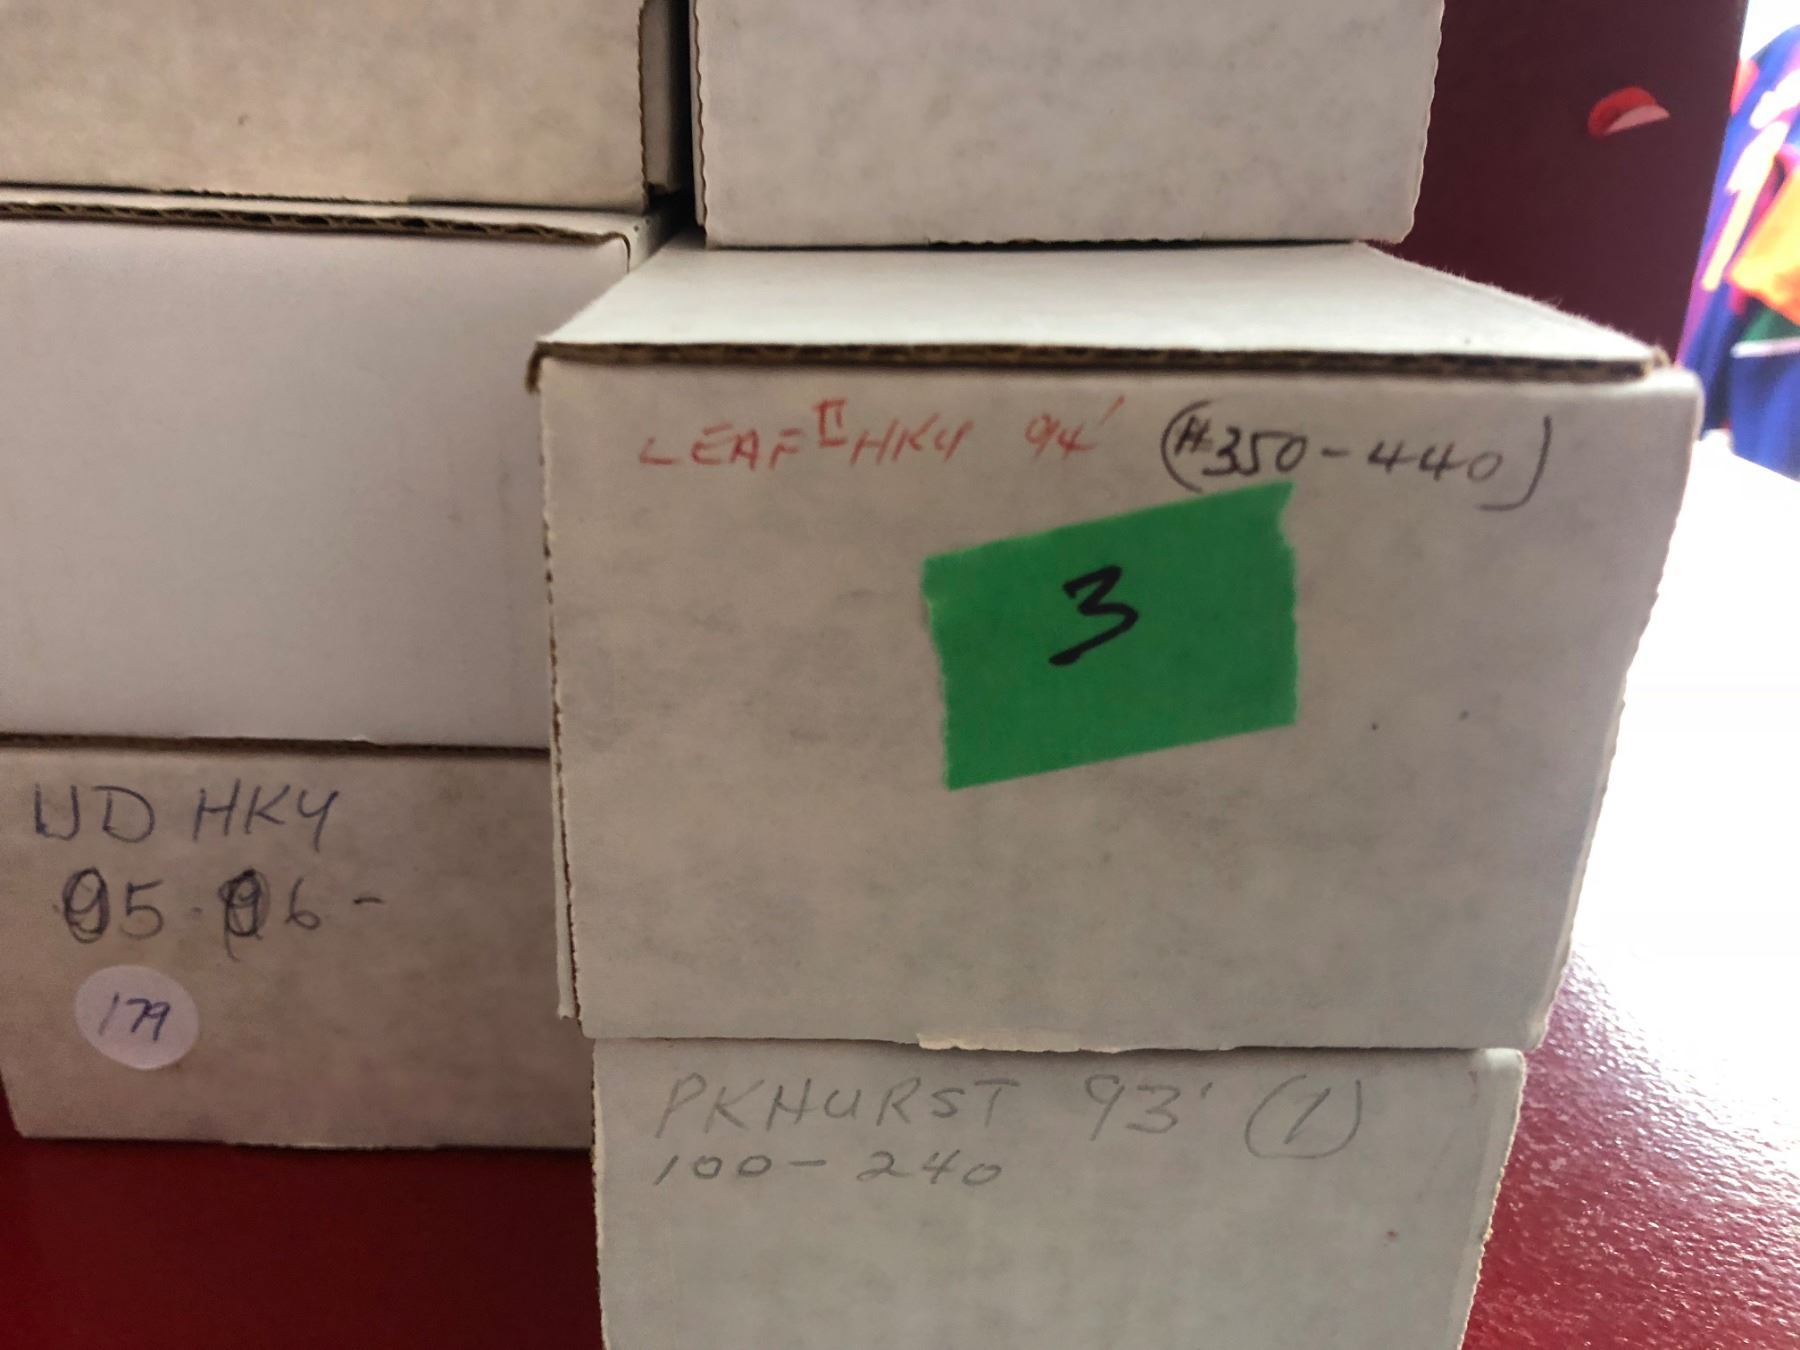 LEAF II HKY 94' (#350-440)
3
UD HKY
95-96-
179
PKHURST 93' (1)
100-240